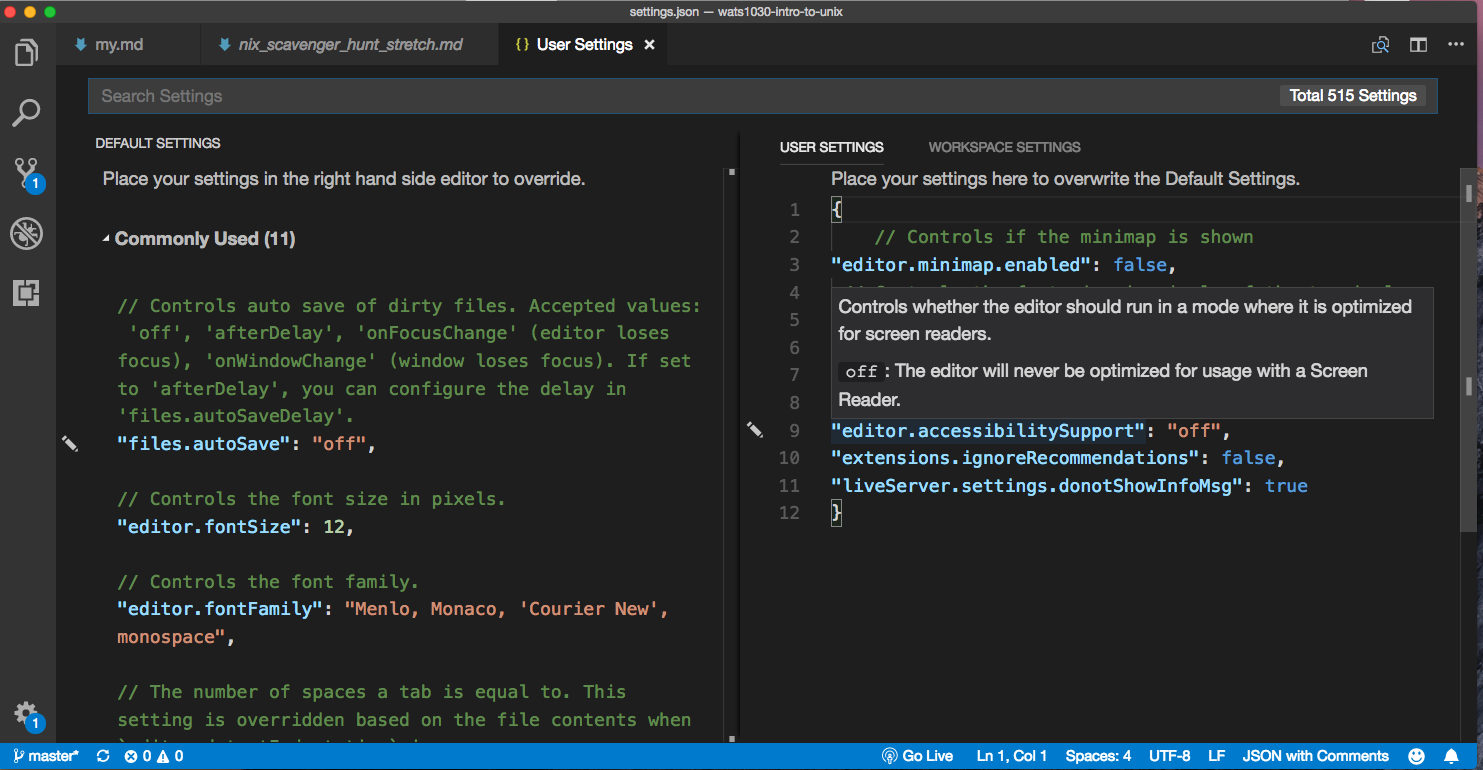 settings.json — wats1030-intro-to-unix
my.md
nix_scavenger_hunt_stretch.md
{} User Settings ×
Search Settings
Total 515 Settings
DEFAULT SETTINGS
Place your settings in the right hand side editor to override.
Commonly Used (11)
// Controls auto save of dirty files. Accepted values:
'off', 'afterDelay', 'onFocusChange' (editor loses
focus), 'onWindowChange' (window loses focus). If set
to 'afterDelay', you can configure the delay in
'files.autoSaveDelay'.
"files.autoSave": "off",
// Controls the font size in pixels.
"editor.fontSize": 12,
// Controls the font family.
"editor.fontFamily": "Menlo, Monaco, 'Courier New',
monospace",
// The number of spaces a tab is equal to. This
setting is overridden based on the file contents when
USER SETTINGS
WORKSPACE SETTINGS
Place your settings here to overwrite the Default Settings.
1 {
2 // Controls if the minimap is shown
3 "editor.minimap.enabled": false,
4
5
6
7
8
Controls whether the editor should run in a mode where it is optimized
for screen readers.
off : The editor will never be optimized for usage with a Screen
Reader.
9 "editor.accessibilitySupport": "off",
10 "extensions.ignoreRecommendations": false,
11 "liveServer.settings.donotShowInfoMsg": true
12 }
1
1
master*
0 0
Go Live
Ln 1, Col 1
Spaces: 4
UTF-8
LF
JSON with Comments